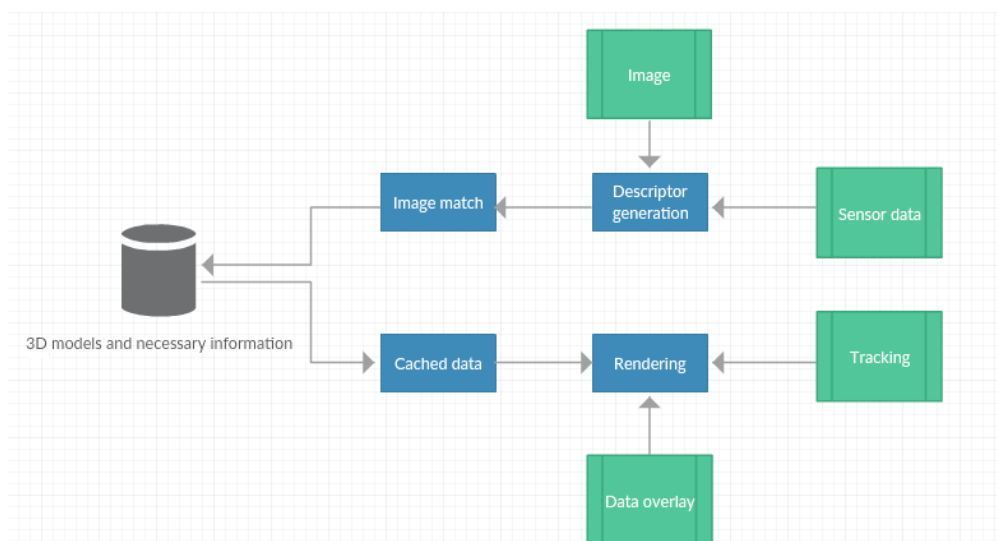 Image
Descriptor
generation
Image match
Sensor data
3D models and necessary information
Cached data
Rendering
Tracking
Data overlay